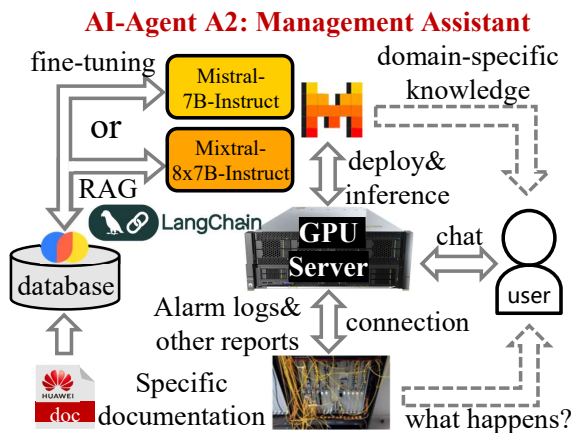 AI-Agent A2: Management Assistant
fine-tuning
Mistral-
7B-Instruct
domain-specific
knowledge
or
Mixtral-
8x7B-Instruct
deploy&
inference
RAG
LangChain
GPU
Server
chat
database
user
Alarm logs&
other reports
connection
HUAWEI
doc
Specific
documentation
what happens?